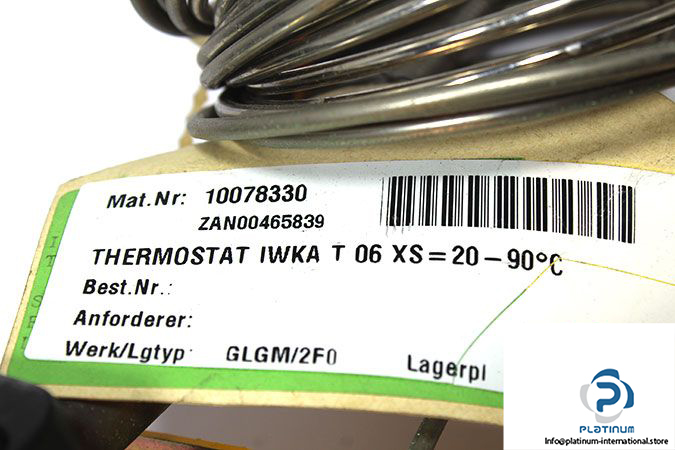 Mat.Nr: 10078330
ZAN00465839
THERMOSTAT IWKA T 06 XS=20-90°C
Best.Nr.:
Anforderer:
Werk/Lgtyp: GLGM/2F0 Lagerpl
PLATINUM
Info@platinum-international.store